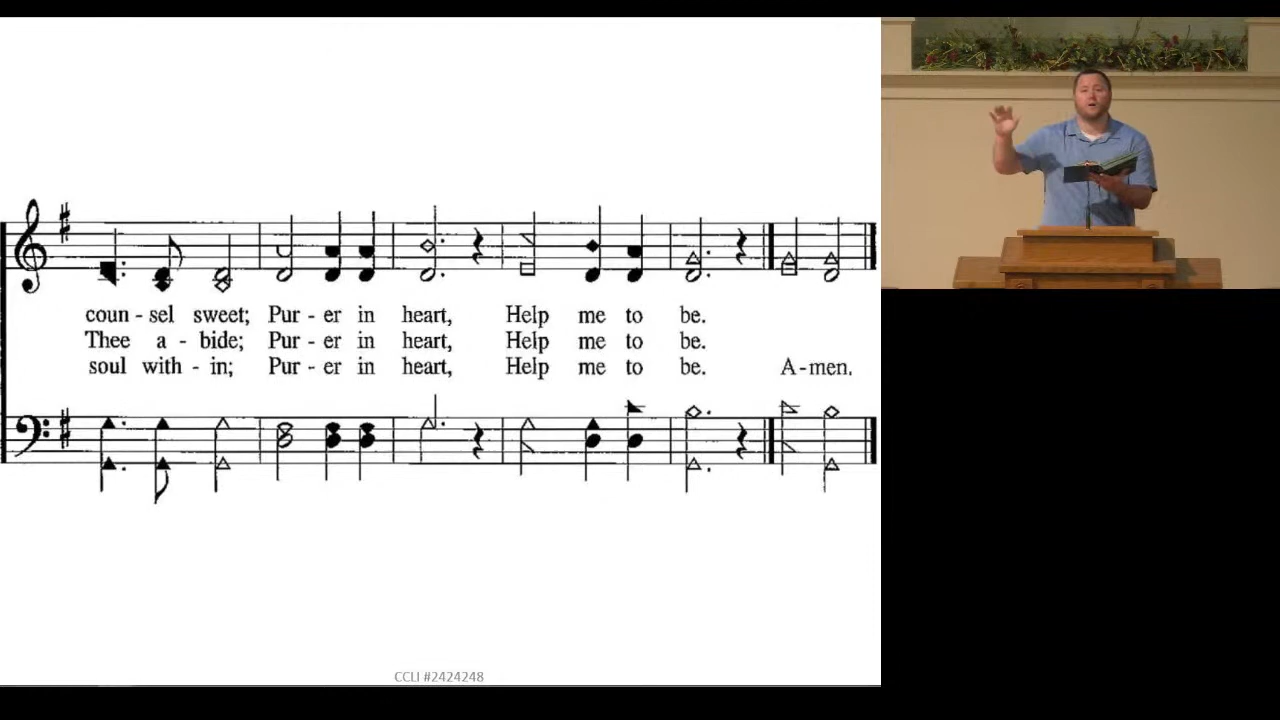 coun - sel sweet; Pur - er in heart, Help me to be.
Thee a - bide; Pur - er in heart, Help me to be.
soul with - in; Pur - er in heart, Help me to be. A - men.
CCLI #2424248